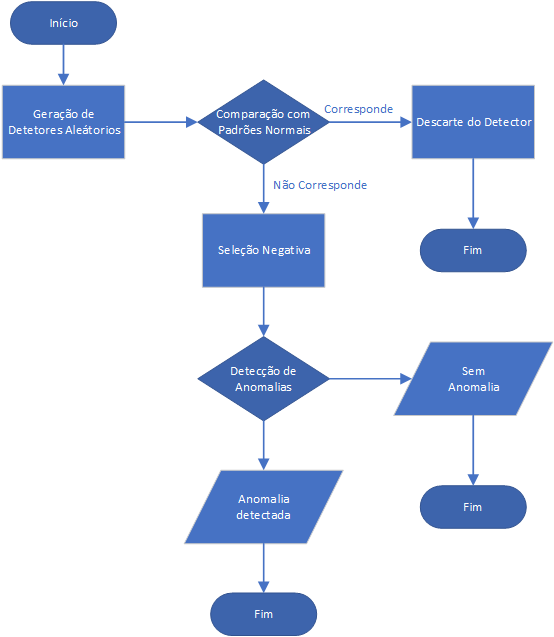 Início
Geração de
Detetores Aleátorios
Comparação com
Padrões Normais
Corresponde
Descarte do Detector
Não Corresponde
Fim
Seleção Negativa
Detecção de
Anomalias
Sem
Anomalia
Anomalia
detectada
Fim
Fim